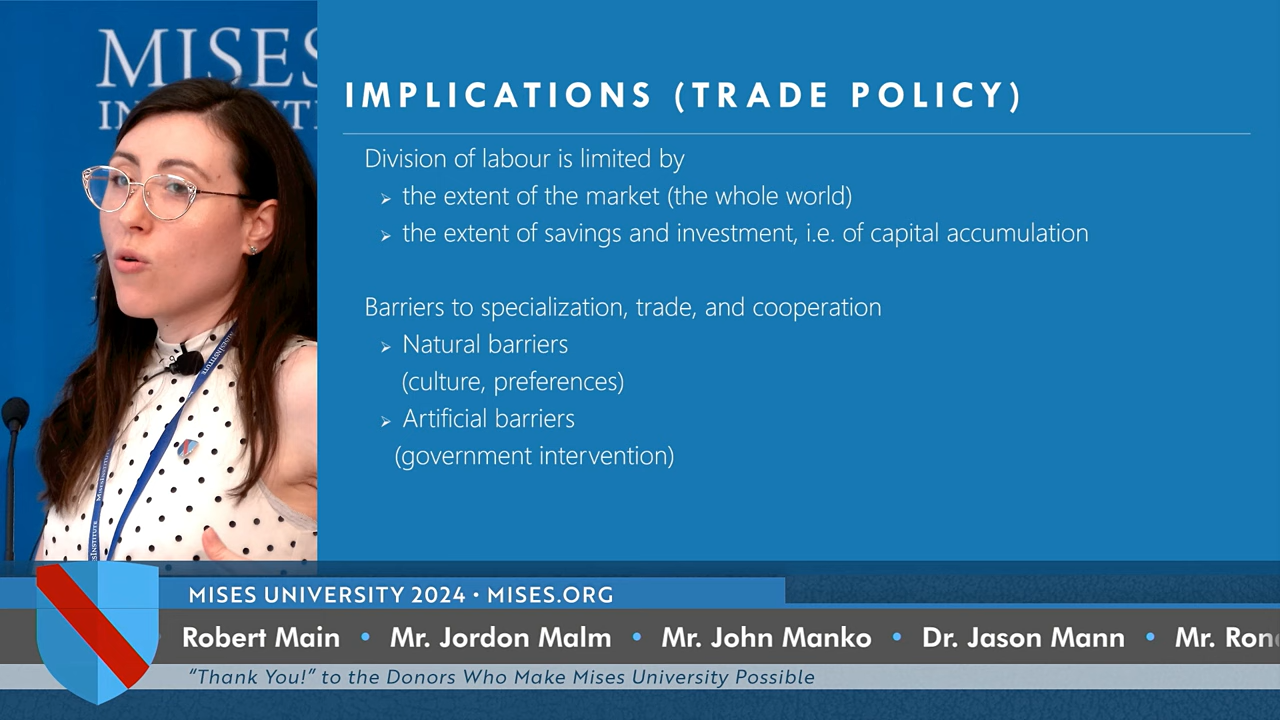 MISES
IMPLICATIONS (TRADE POLICY)
Division of labour is limited by
➢ the extent of the market (the whole world)
➢ the extent of savings and investment, i.e. of capital accumulation
Barriers to specialization, trade, and cooperation
➢ Natural barriers
(culture, preferences)
➢ Artificial barriers
(government intervention)
MISES UNIVERSITY 2024 • MISES.ORG
Robert Main • Mr. Jordon Malm • Mr. John Manko • Dr. Jason Mann • Mr.
“Thank You!” to the Donors Who Make Mises University Possible